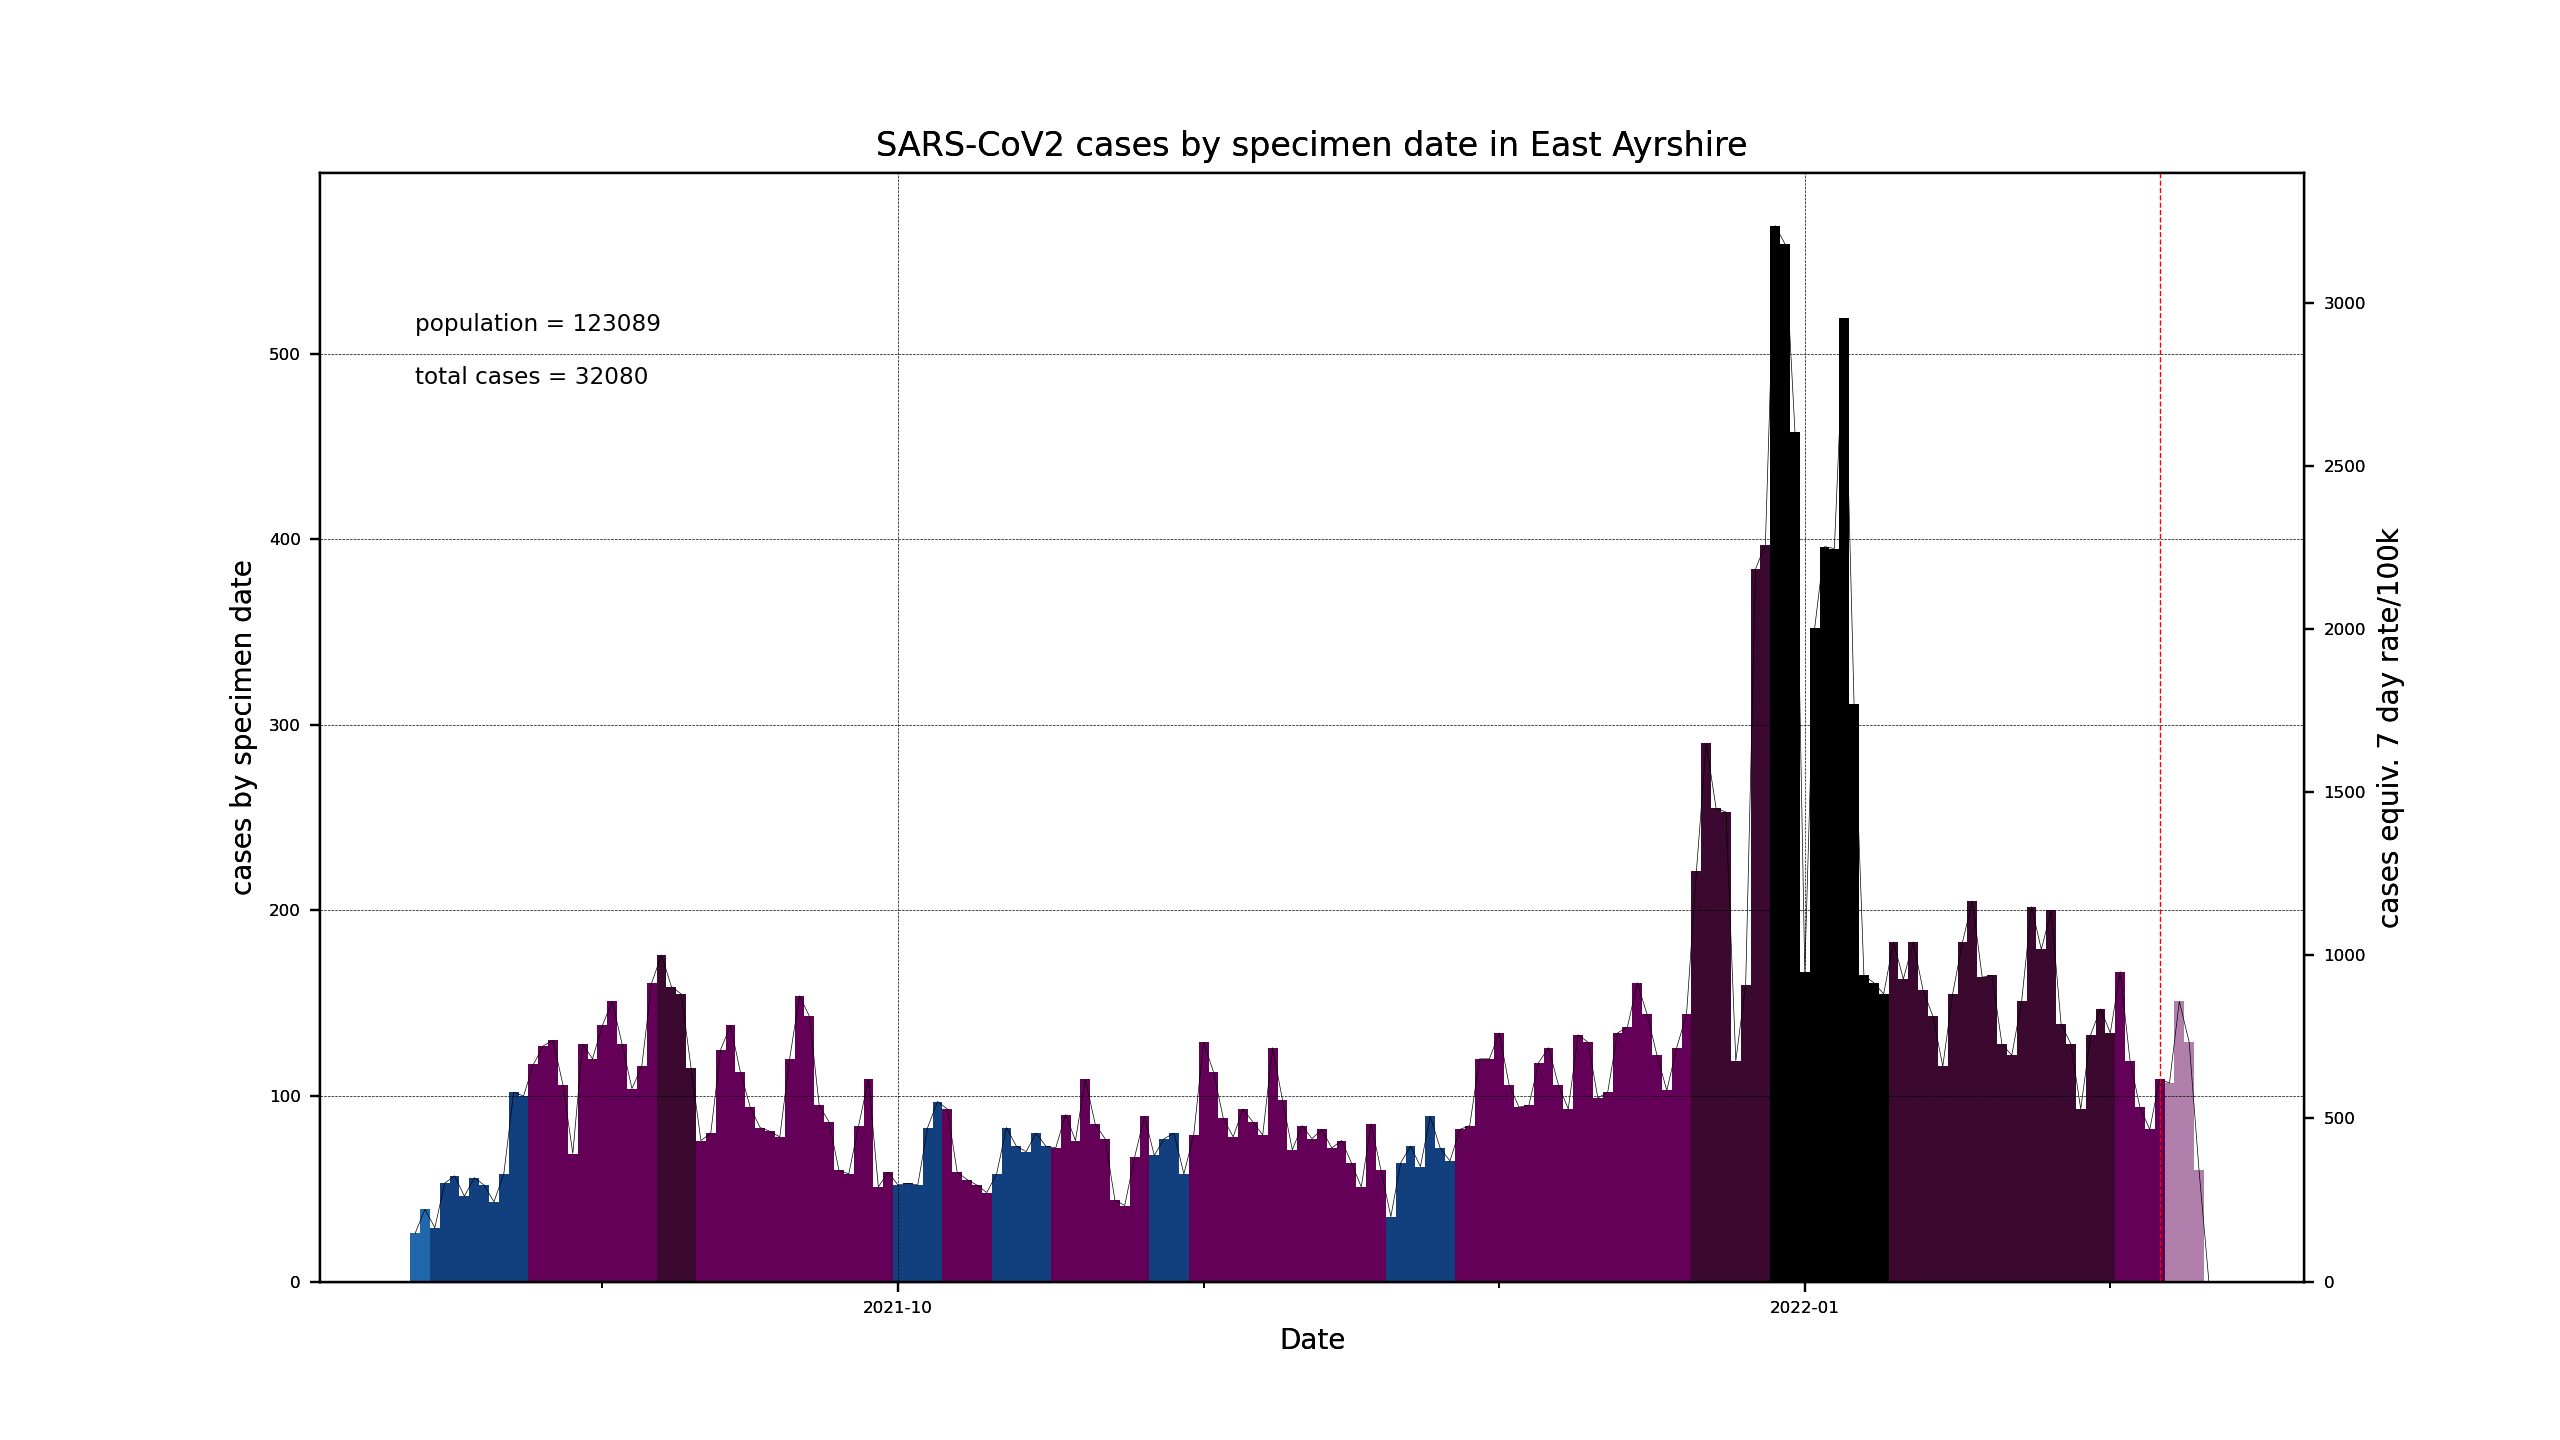 SARS-CoV2 cases by specimen date in East Ayrshire
population = 123089
total cases = 32080
cases by specimen date
500
400
300
200
100
0
3000
2500
2000
1500
1000
500
0
cases equiv. 7 day rate/100k
2021-10
2022-01
Date